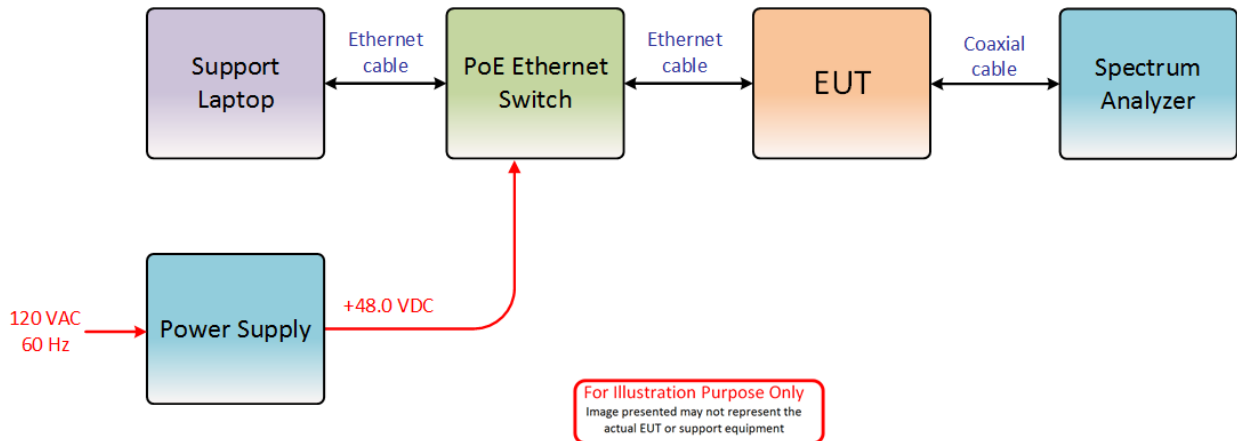 Support
Laptop
Ethernet
cable
PoE Ethernet
Switch
Ethernet
cable
EUT
Coaxial
cable
Spectrum
Analyzer
120 VAC
60 Hz
Power Supply
+48.0 VDC
For Illustration Purpose Only
Image presented may not represent the
actual EUT or support equipment